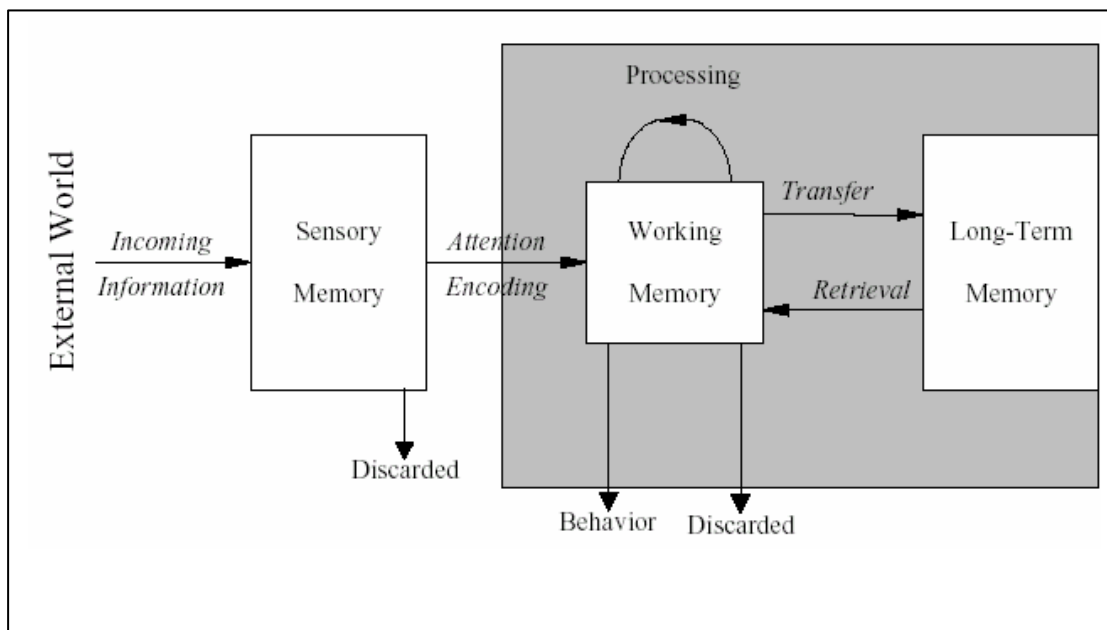 External World
Incoming
Information
Sensory
Memory
Discarded
Attention
Encoding
Processing
Working
Memory
Transfer
Retrieval
Long-Term
Memory
Behavior
Discarded